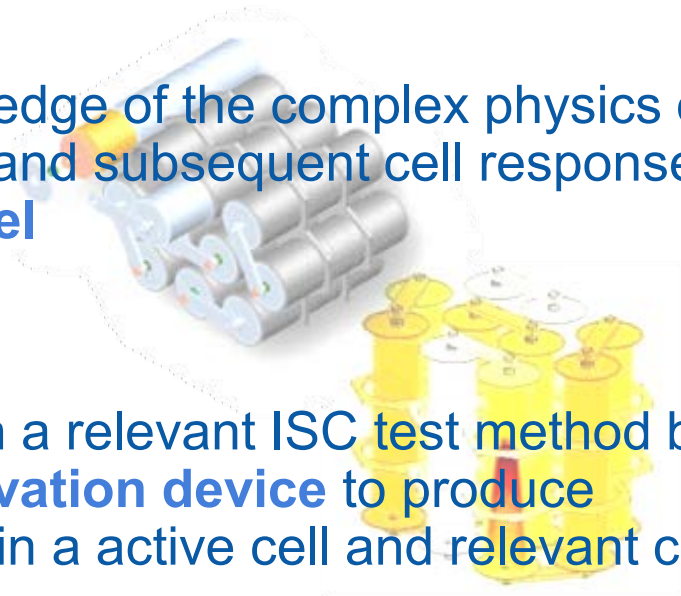 edge of the complex physics
and subsequent cell response
el
a relevant ISC test method b
vation device to produce
in a active cell and relevant c